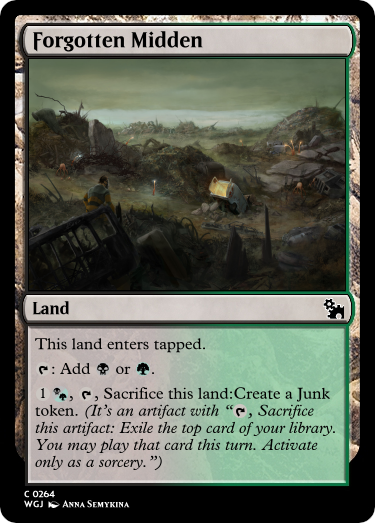 Forgotten Midden
Land
This land enters tapped.
: Add or .
1 , , Sacrifice this land:Create a Junk
token. (It's an artifact with “, Sacrifice
this artifact: Exile the top card of your library.
You may play that card this turn. Activate
only as a sorcery.”)
C 0264
WGJ Anna Semykina